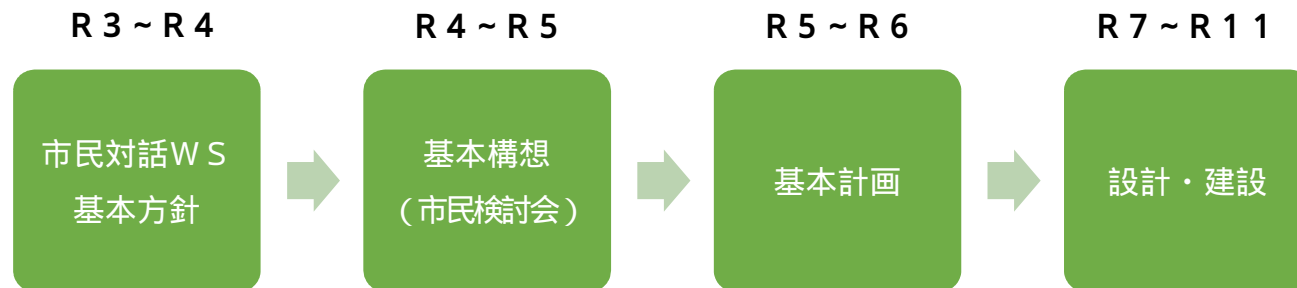 R3~R4
R4~R5
R5~R6
R7~R11
市民対話WS
基本方針
基本構想
(市民検討会)
基本計画
設計・建設